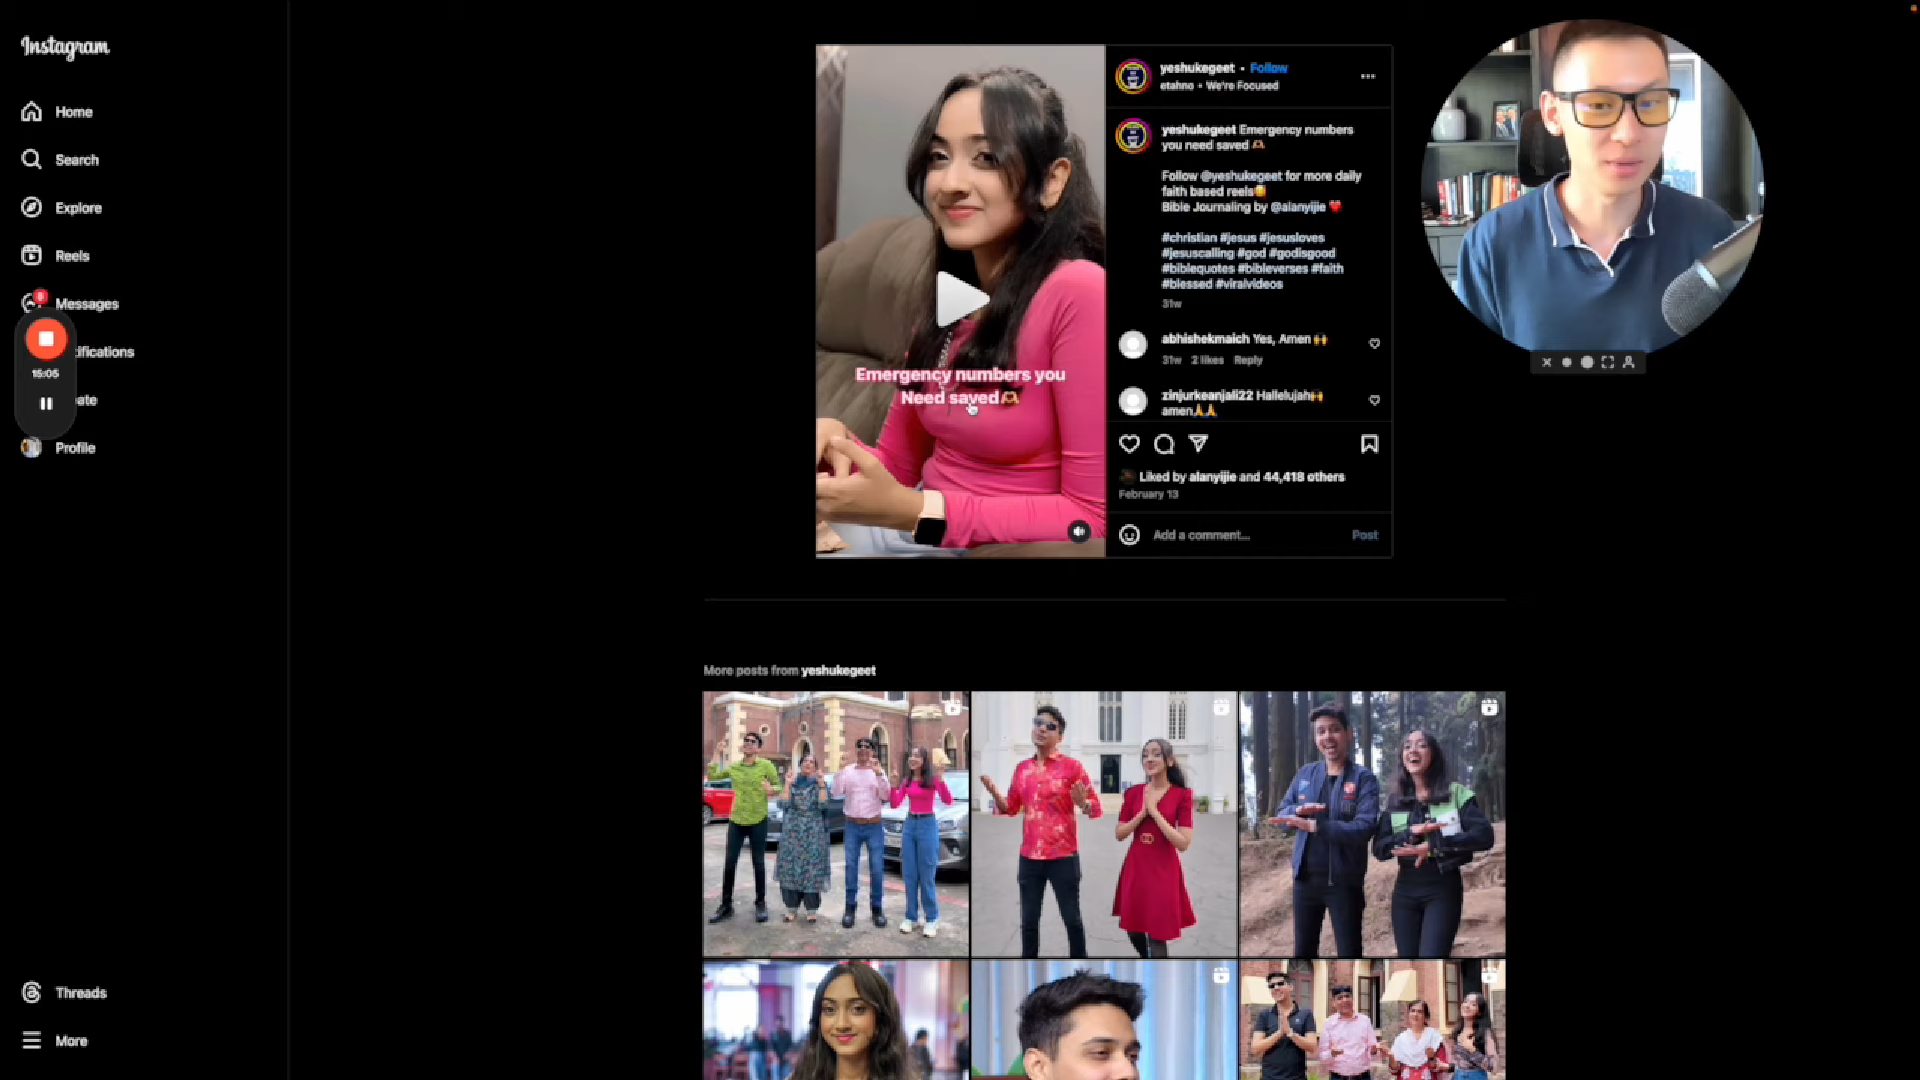 Instagram
Home
Search
Explore
Reels
8
Messages
tifications
15:05
ate
Profile
Threads
More
Emergency numbers you
Need saved🫶
yeshukegeet • Follow
etahno • We're Focused
yeshukegeet Emergency numbers
you need saved 🫶
Follow @yeshukegeet for more daily
faith based reels🥰
Bible Journaling by @alanyijie ❤️
#christian #jesus #jesusloves
#jesuscalling #god #godisgood
#biblequotes #bibleverses #faith
#blessed #viralvideos
31w
abhishekmaich Yes, Amen 🙌
31w 2 likes Reply
zinjurkeanjali22 Hallelujah🙌
amen🙏🙏
Liked by alanyijie and 44,418 others
February 13
Add a comment...
Post
More posts from yeshukegeet